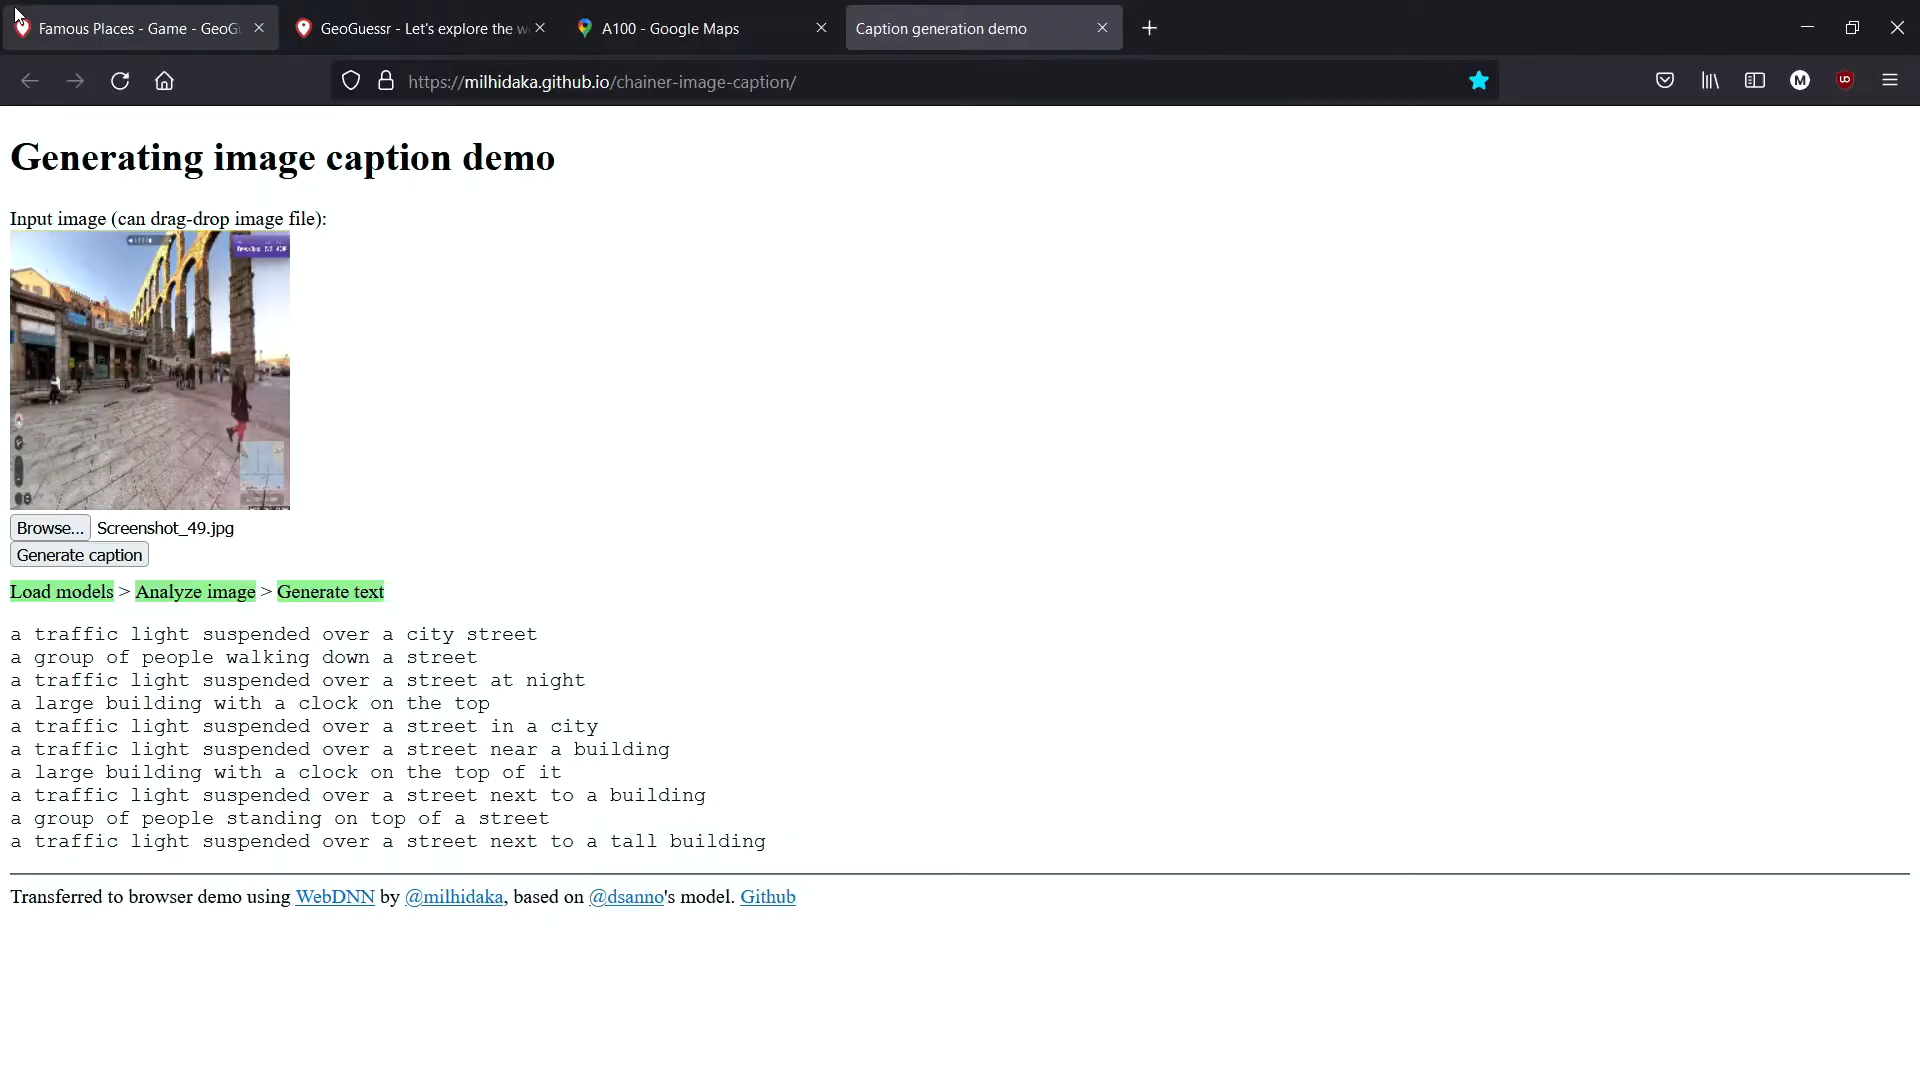 Famous Places - Game - GeoG
GeoGuessr - Let's explore the w
A100 - Google Maps
Caption generation demo
https://milhidaka.github.io/chainer-image-caption/
M
Generating image caption demo
Input image (can drag-drop image file):
Browse... Screenshot_49.jpg
Generate caption
Load models > Analyze image > Generate text
a traffic light suspended over a city street
a group of people walking down a street
a traffic light suspended over a street at night
a large building with a clock on the top
a traffic light suspended over a street in a city
a traffic light suspended over a street near a building
a large building with a clock on the top of it
a traffic light suspended over a street next to a building
a group of people standing on top of a street
a traffic light suspended over a street next to a tall building
Transferred to browser demo using WebDNN by @milhidaka, based on @dsanno's model. Github